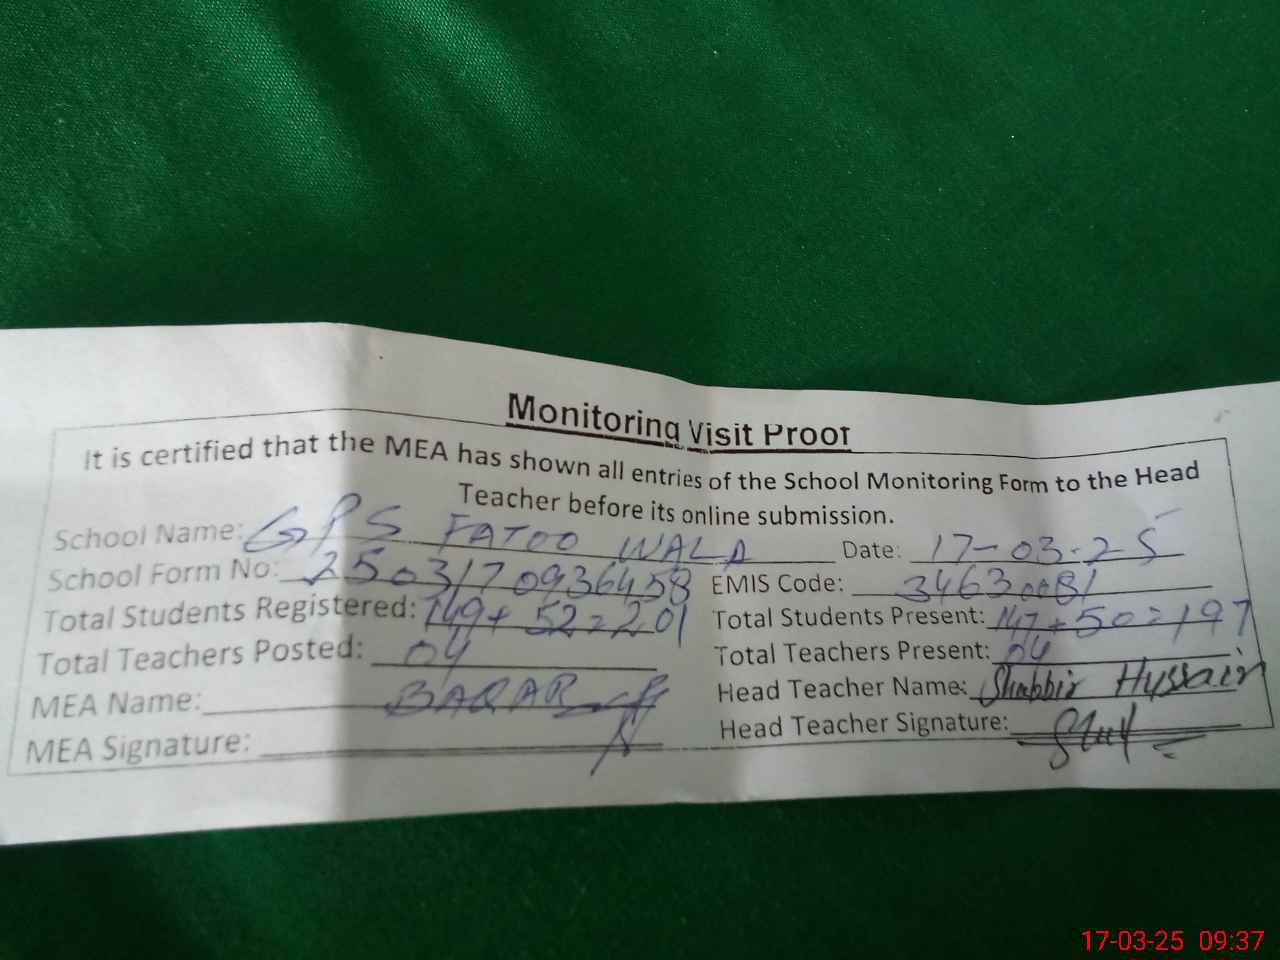 Monitoring Visit Proof
It is certified that the MEA has shown all entries of the School Monitoring Form to the Head
Teacher before its online submission.
School Name: GPS FATOO WALA Date: 17-03-25
School Form No: 2503170936458 EMIS Code: 34630081
Total Students Registered: 149+52=201 Total Students Present: 147+50=197
Total Teachers Posted: 04 Total Teachers Present: 04
MEA Name: BAQAR Head Teacher Name: Shabbir Hussain
MEA Signature: Head Teacher Signature:
17-03-25 09:37